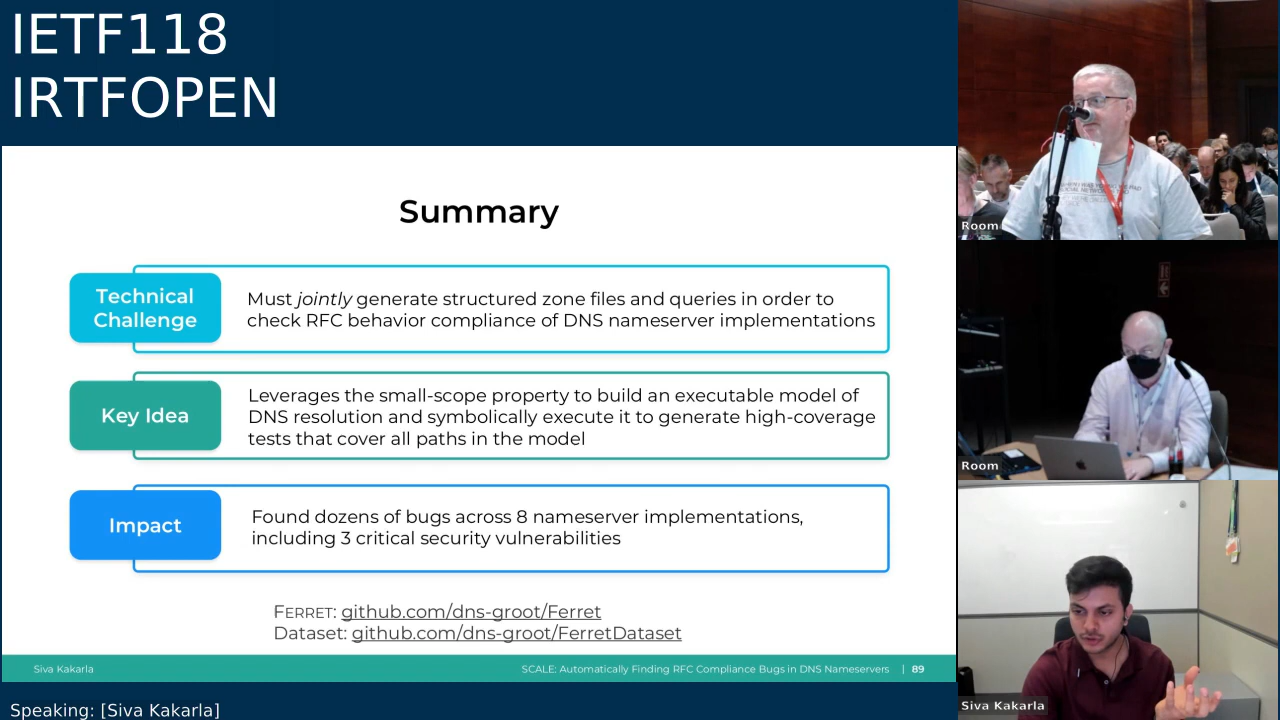 IETF118
IRTFOPEN
Summary
Technical
Challenge
Must jointly generate structured zone files and queries in order to
check RFC behavior compliance of DNS nameserver implementations
Key Idea
Leverages the small-scope property to build an executable model of
DNS resolution and symbolically execute it to generate high-coverage
tests that cover all paths in the model
Impact
Found dozens of bugs across 8 nameserver implementations,
including 3 critical security vulnerabilities
FERRET: github.com/dns-groot/Ferret
Dataset: github.com/dns-groot/FerretDataset
Siva Kakarla
SCALE: Automatically Finding RFC Compliance Bugs in DNS Nameservers | 89
Speaking: [Siva Kakarla]
Room
Room
Siva Kakarla